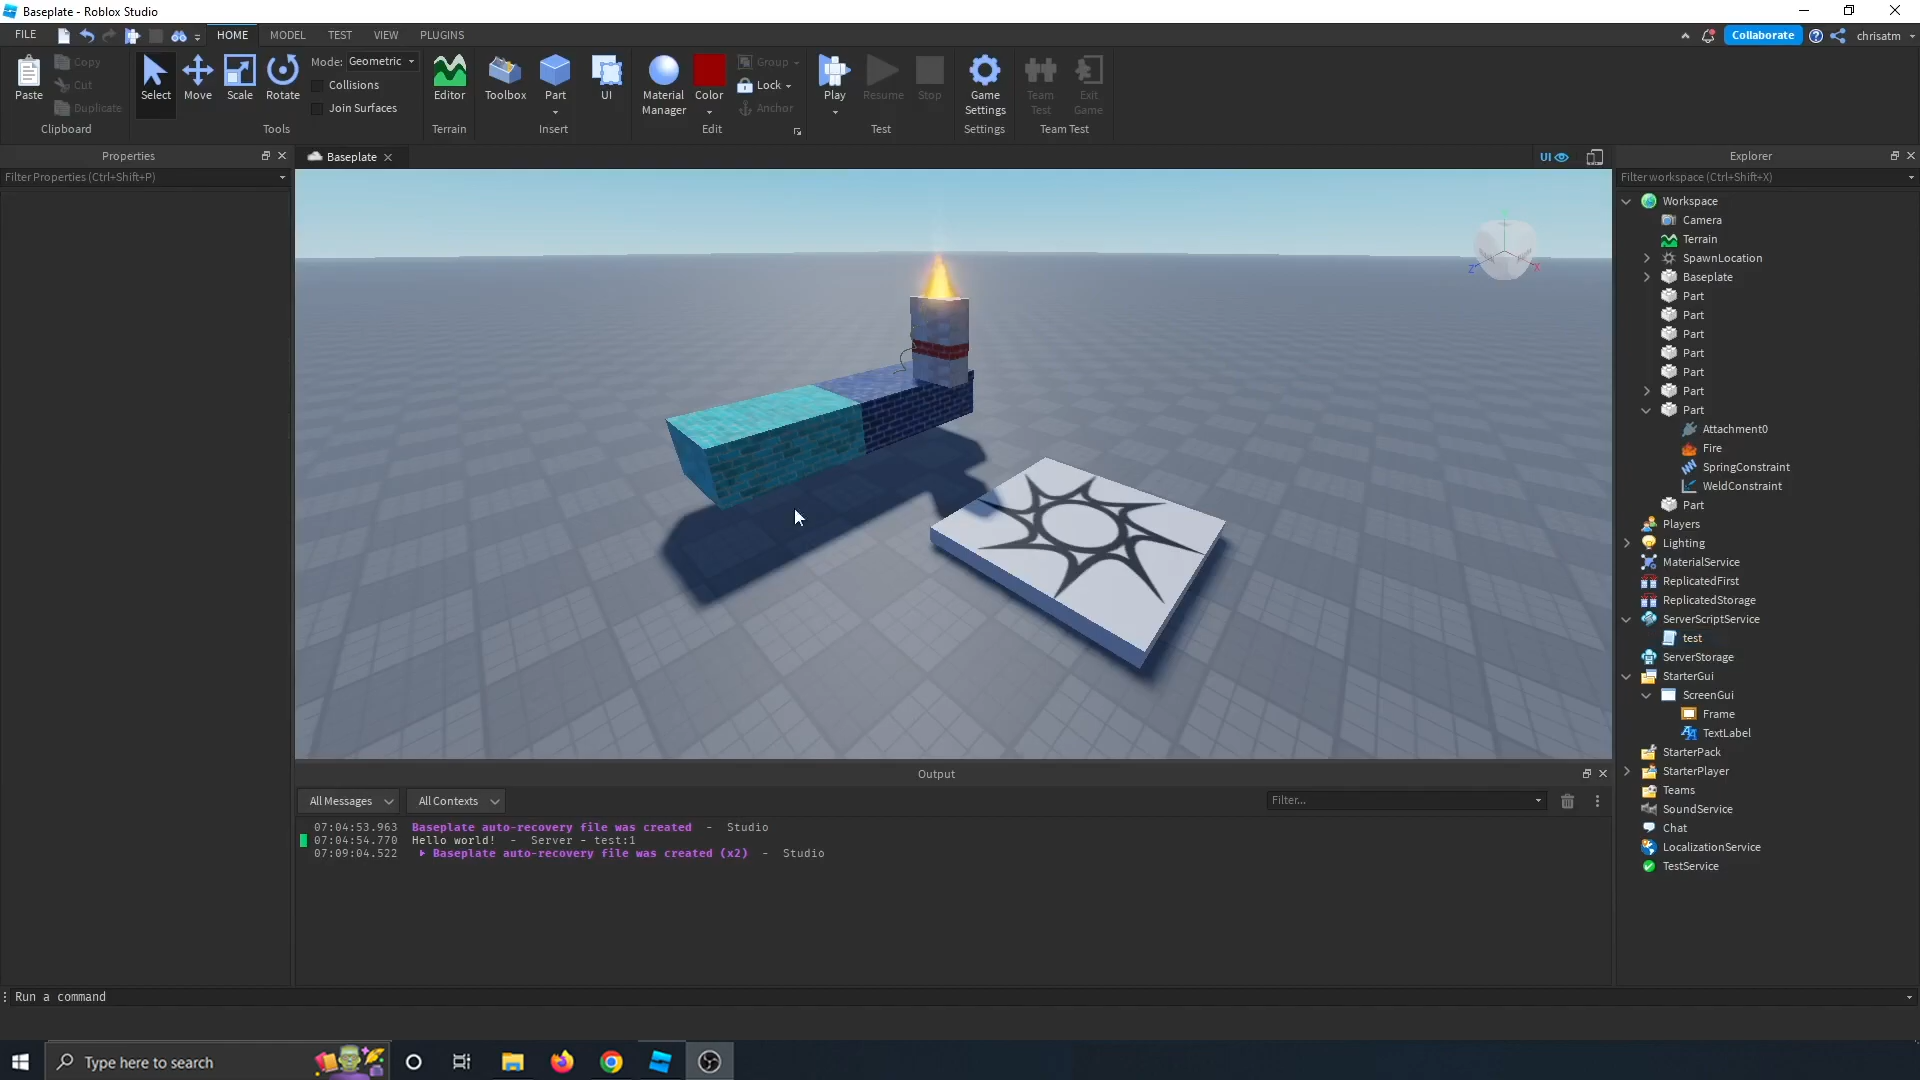 Baseplate - Roblox Studio
FILE
HOME
MODEL
TEST
VIEW
PLUGINS
Collaborate
chrisatm
Paste
Copy
Cut
Duplicate
Clipboard
Select
Move
Scale
Rotate
Mode: Geometric
Collisions
Join Surfaces
Tools
Editor
Terrain
Toolbox
Part
UI
Insert
Material Manager
Color
Group
Lock
Anchor
Edit
Play
Resume
Stop
Test
Game Settings
Settings
Team Test
Exit Game
Team Test
Properties
Filter Properties (Ctrl+Shift+P)
Baseplate
UI
Z
X
Explorer
Filter workspace (Ctrl+Shift+X)
Workspace
Camera
Terrain
SpawnLocation
Baseplate
Part
Part
Part
Part
Part
Part
Part
Attachment0
Fire
SpringConstraint
WeldConstraint
Part
Players
Lighting
MaterialService
ReplicatedFirst
ReplicatedStorage
ServerScriptService
test
ServerStorage
StarterGui
ScreenGui
Frame
TextLabel
StarterPack
StarterPlayer
Teams
SoundService
Chat
LocalizationService
TestService
Output
All Messages
All Contexts
Filter...
07:04:53.963 Baseplate auto-recovery file was created - Studio
07:04:54.770 Hello world! - Server - test:1
07:09:04.522 Baseplate auto-recovery file was created (x2) - Studio
Run a command
Type here to search